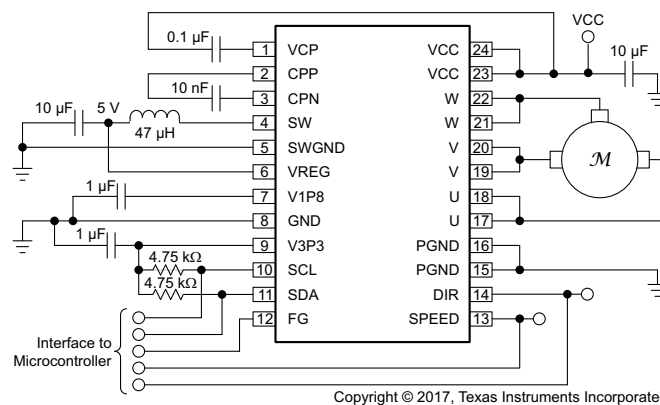 VCC
0.1 µF
10 µF
1 VCP VCC 24
2 CPP VCC 23
10 nF
3 CPN W 22
10 µF 5 V
47 µH
4 SW W 21
5 SWGND V 20
M
6 VREG V 19
1 µF
7 V1P8 U 18
8 GND U 17
1 µF
9 V3P3 PGND 16
4.75 kΩ
10 SCL PGND 15
4.75 kΩ
11 SDA DIR 14
12 FG SPEED 13
Interface to
Microcontroller
Copyright © 2017, Texas Instruments Incorporate